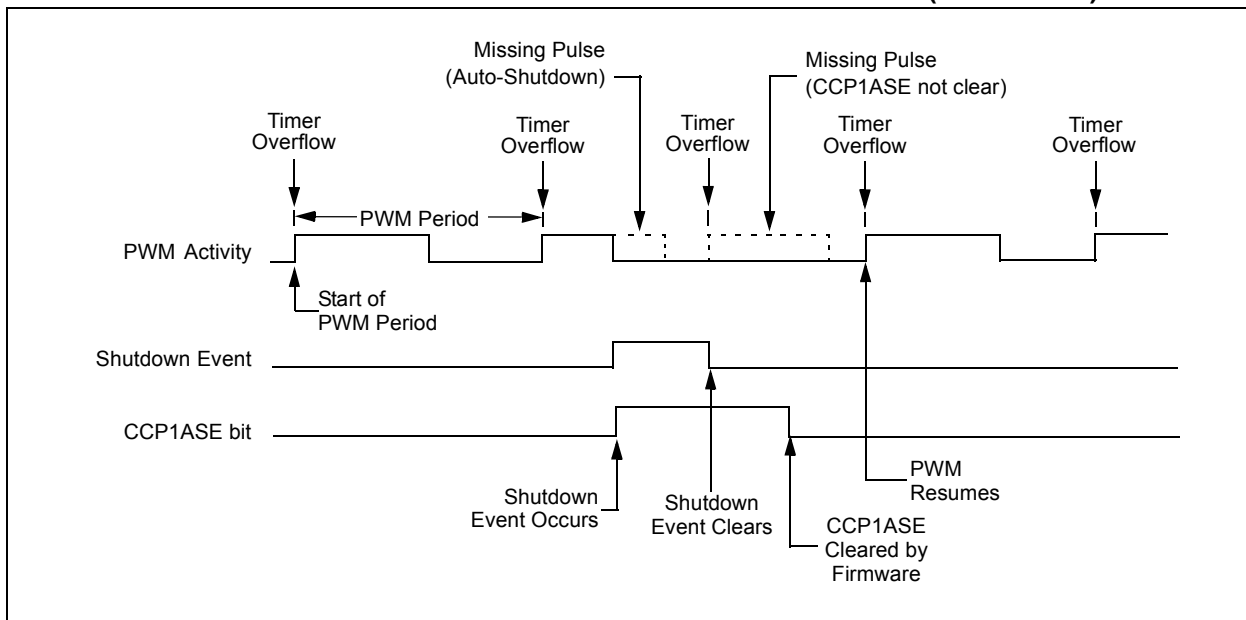 Missing Pulse
(Auto-Shutdown)
Missing Pulse
(CCP1ASE not clear)
Timer
Overflow
Timer
Overflow
Timer
Overflow
Timer
Overflow
Timer
Overflow
PWM Period
PWM Activity
Start of
PWM Period
Shutdown Event
CCP1ASE bit
Shutdown
Event Occurs
Shutdown
Event Clears
PWM
Resumes
CCP1ASE
Cleared by
Firmware